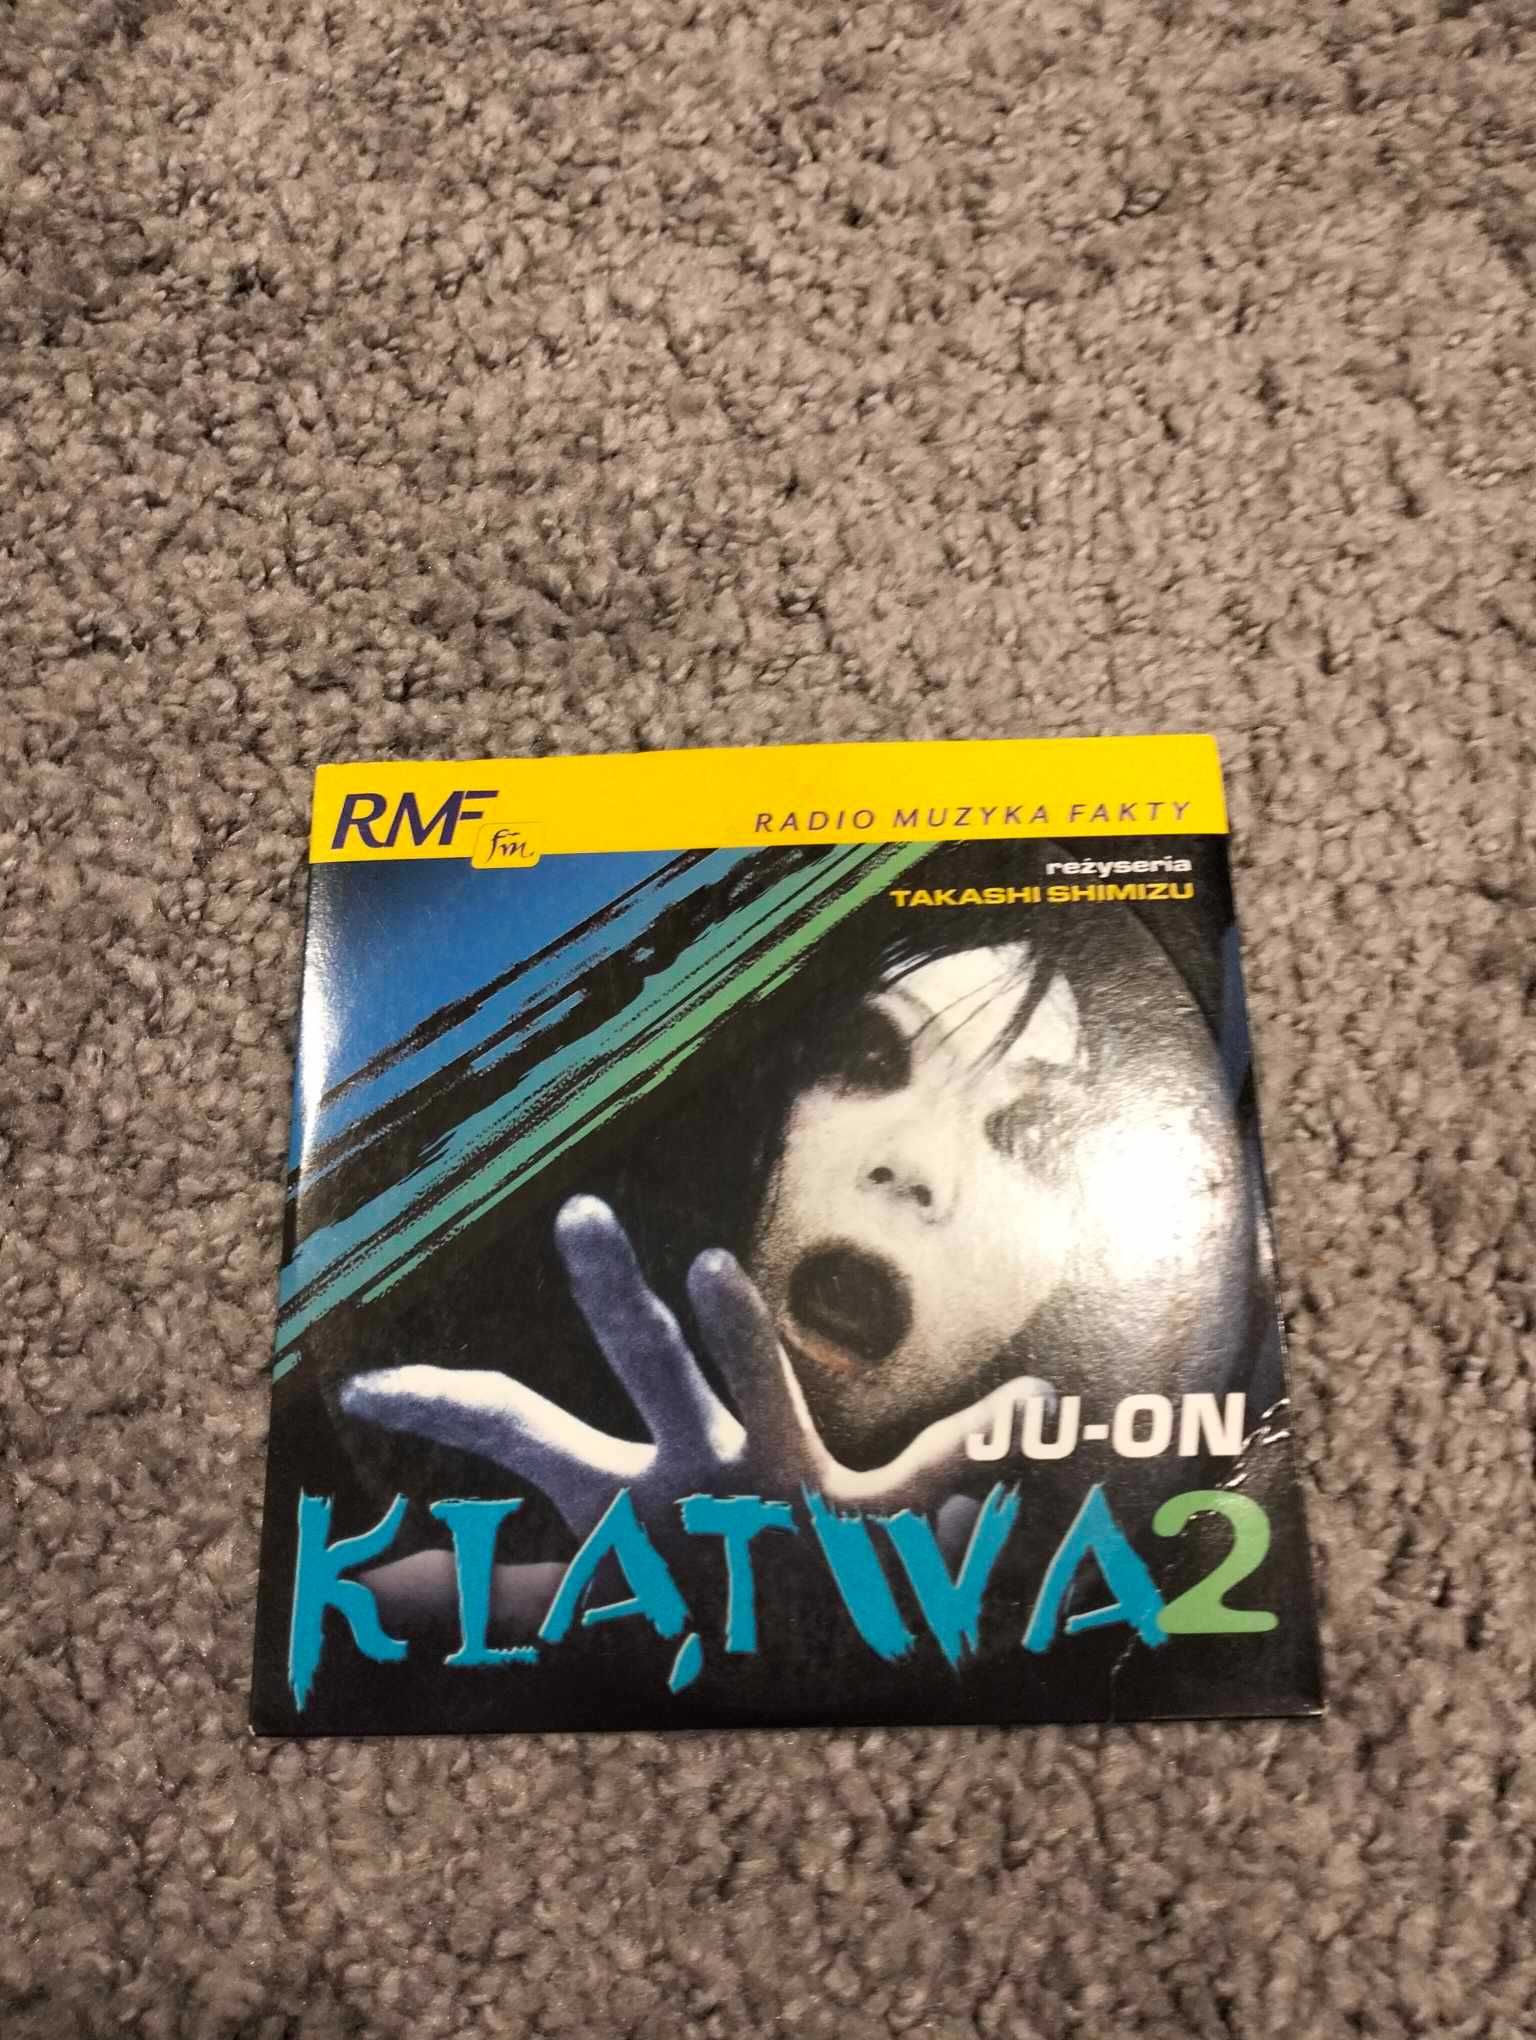 RMF fm
RADIO MUZYKA FAKTY
reżyseria
TAKASHI SHIMIZU
JU-ON
KLĄTWA 2